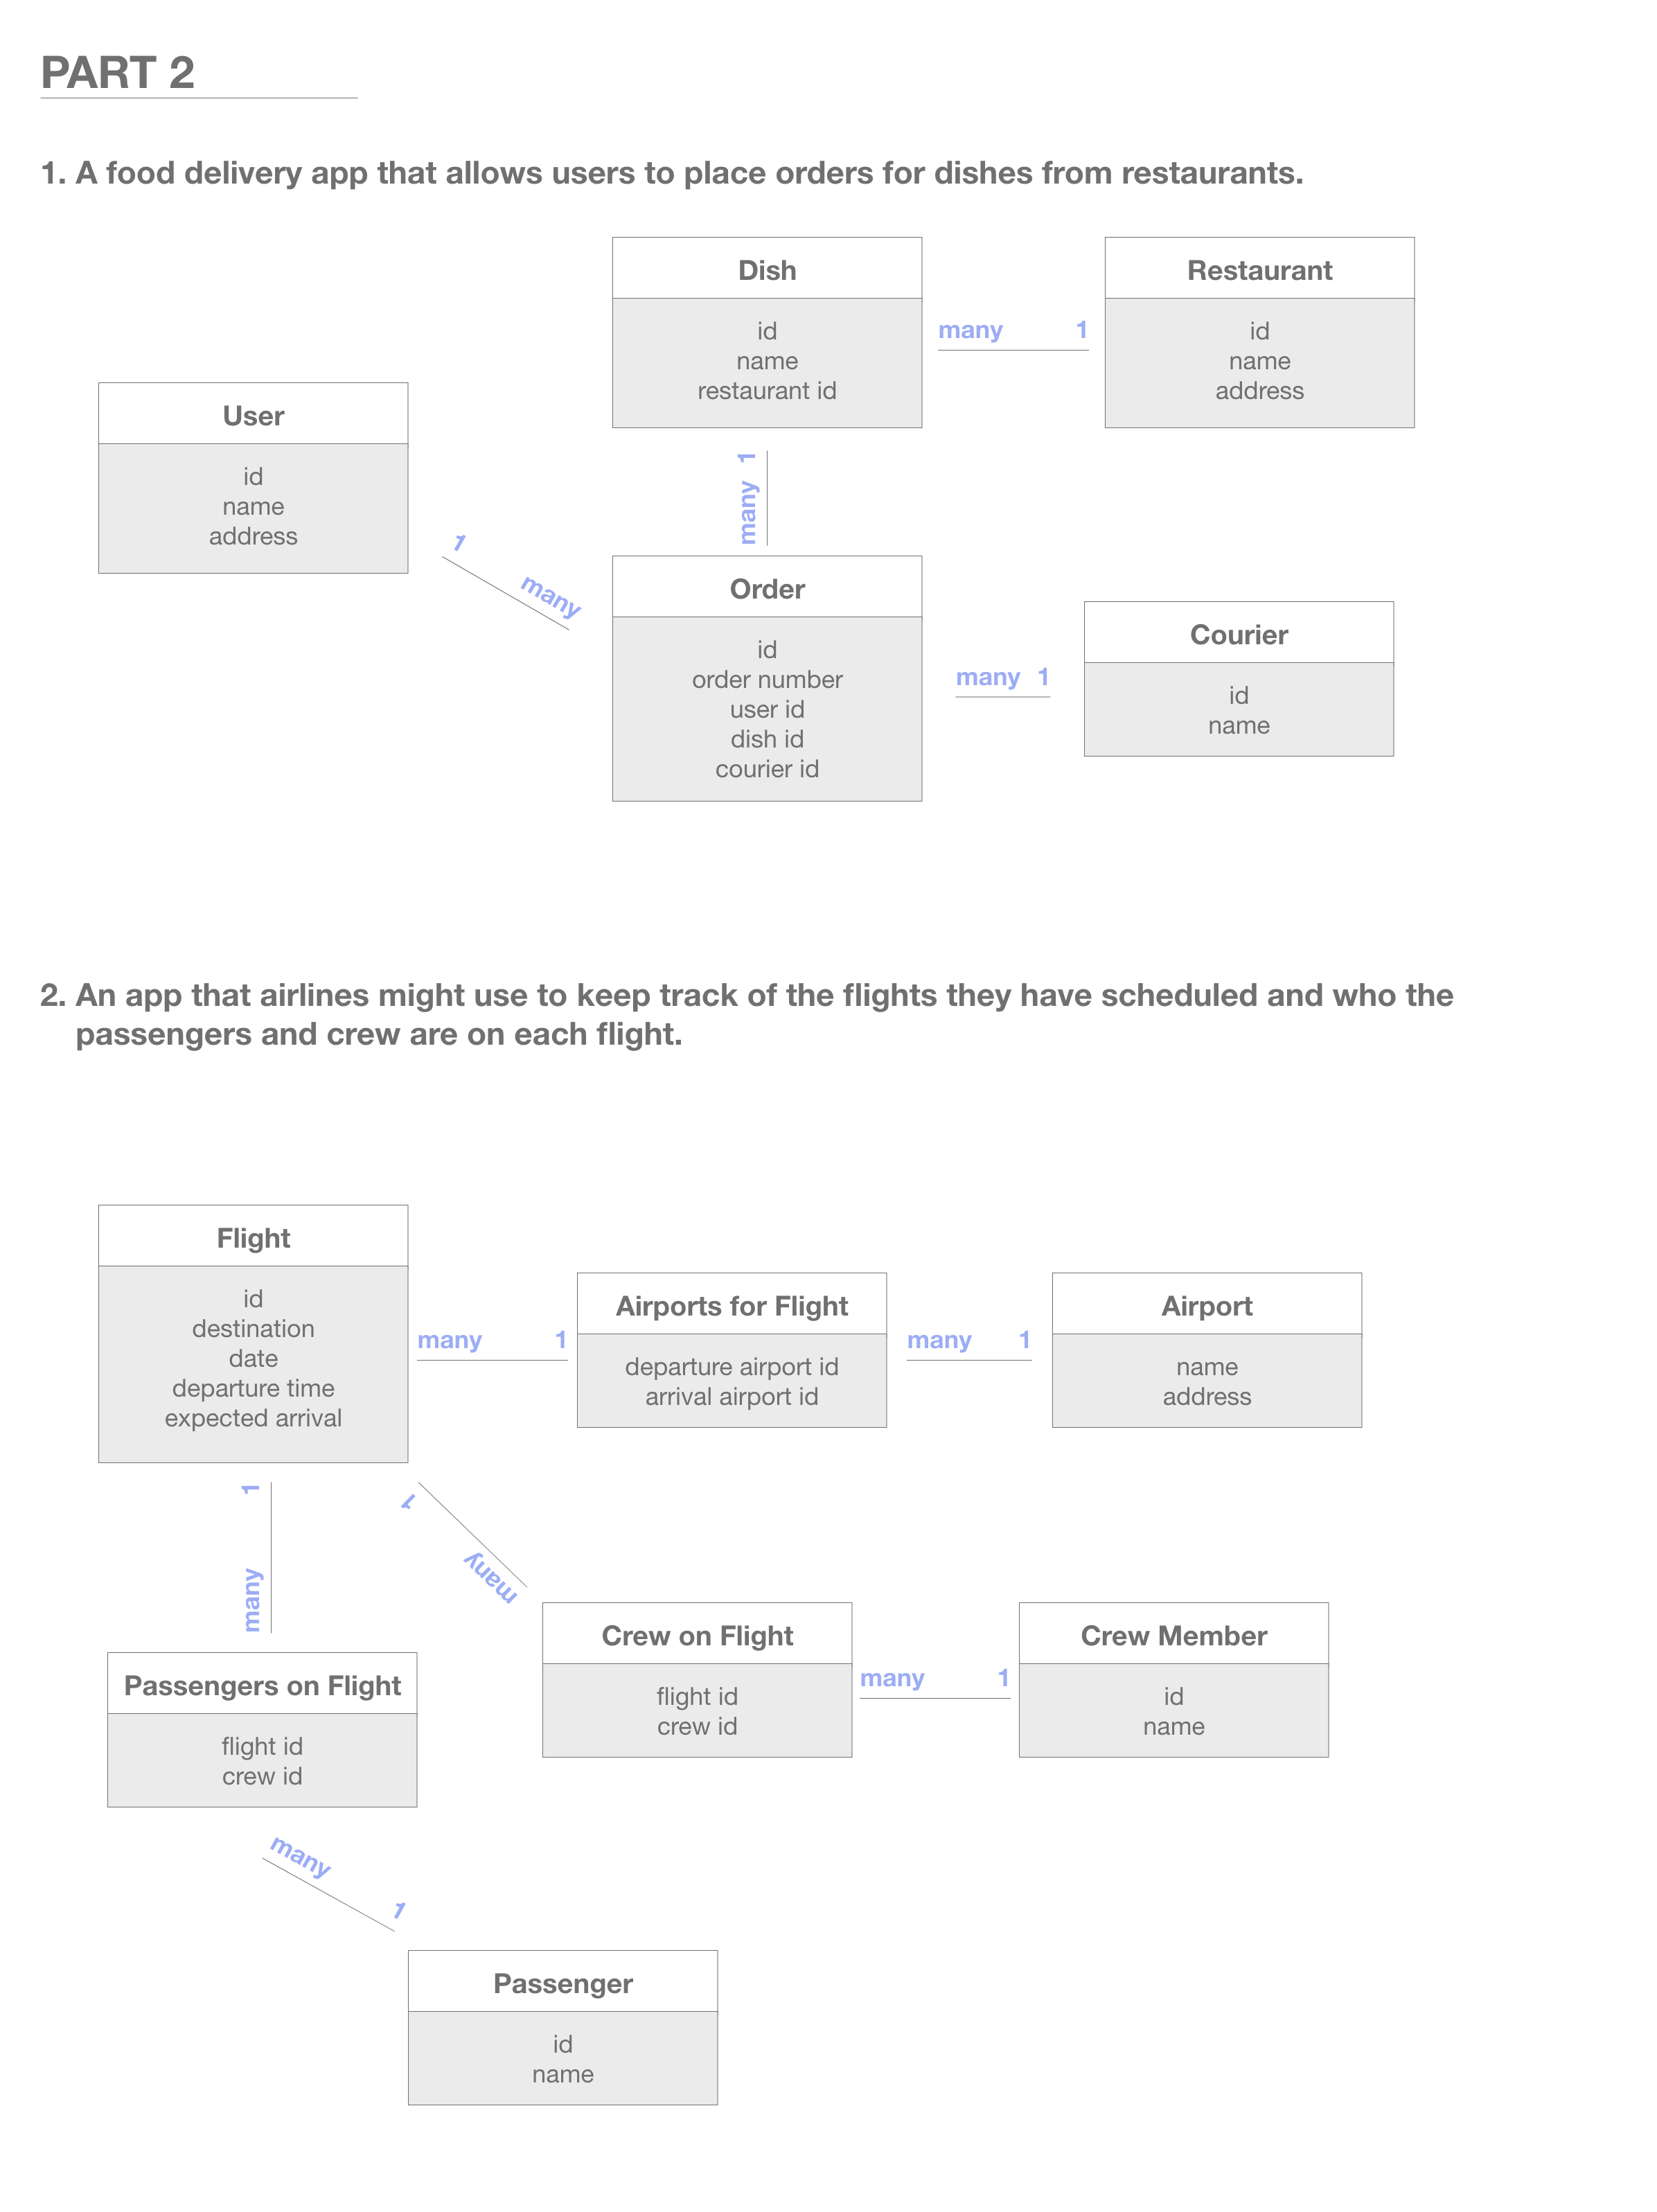 PART 2
1. A food delivery app that allows users to place orders for dishes from restaurants.
Dish
id
name
restaurant id
many 1
Restaurant
id
name
address
User
id
name
address
1 many
many 1
Order
id
order number
user id
dish id
courier id
many 1
Courier
id
name
2. An app that airlines might use to keep track of the flights they have scheduled and who the
passengers and crew are on each flight.
Flight
id
destination
date
departure time
expected arrival
many 1
Airports for Flight
departure airport id
arrival airport id
many 1
Airport
name
address
many 1
1 many
Crew on Flight
flight id
crew id
many 1
Crew Member
id
name
Passengers on Flight
flight id
crew id
many 1
Passenger
id
name